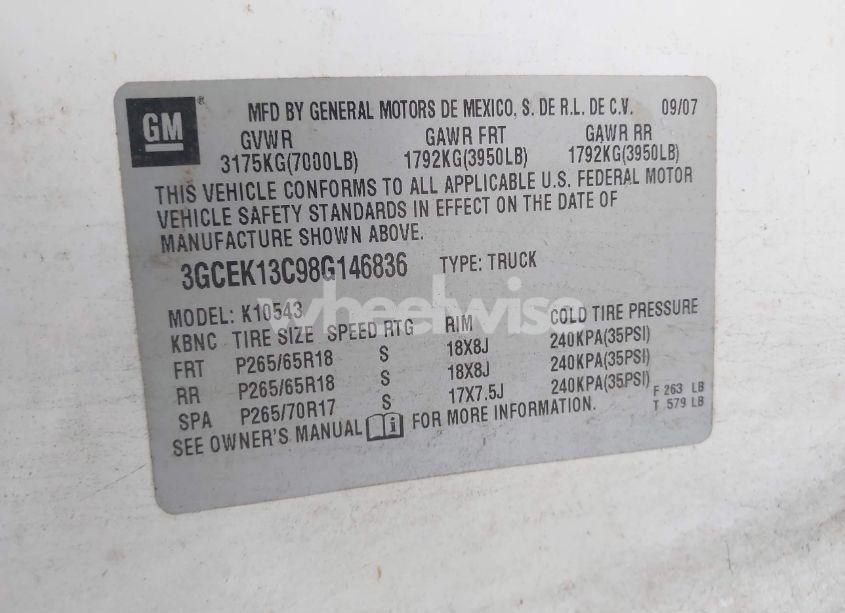 GM ® MFD BY GENERAL MOTORS DE MEXICO, S. DE R.L. DE C.V. 09/07
GVWR GAWR FRT GAWR RR
3175KG(7000LB) 1792KG(3950LB) 1792KG(3950LB)
THIS VEHICLE CONFORMS TO ALL APPLICABLE U.S. FEDERAL MOTOR
VEHICLE SAFETY STANDARDS IN EFFECT ON THE DATE OF
MANUFACTURE SHOWN ABOVE.
3GCEK13C98G146836 TYPE: TRUCK
wheelwise
MODEL: K10543
KBNC TIRE SIZE SPEED RTG RIM COLD TIRE PRESSURE
FRT P265/65R18 S 18X8J 240KPA(35PSI)
RR P265/65R18 S 18X8J 240KPA(35PSI)
SPA P265/70R17 S 17X7.5J 240KPA(35PSI)
F 263 LB
T 579 LB
SEE OWNER'S MANUAL i FOR MORE INFORMATION.